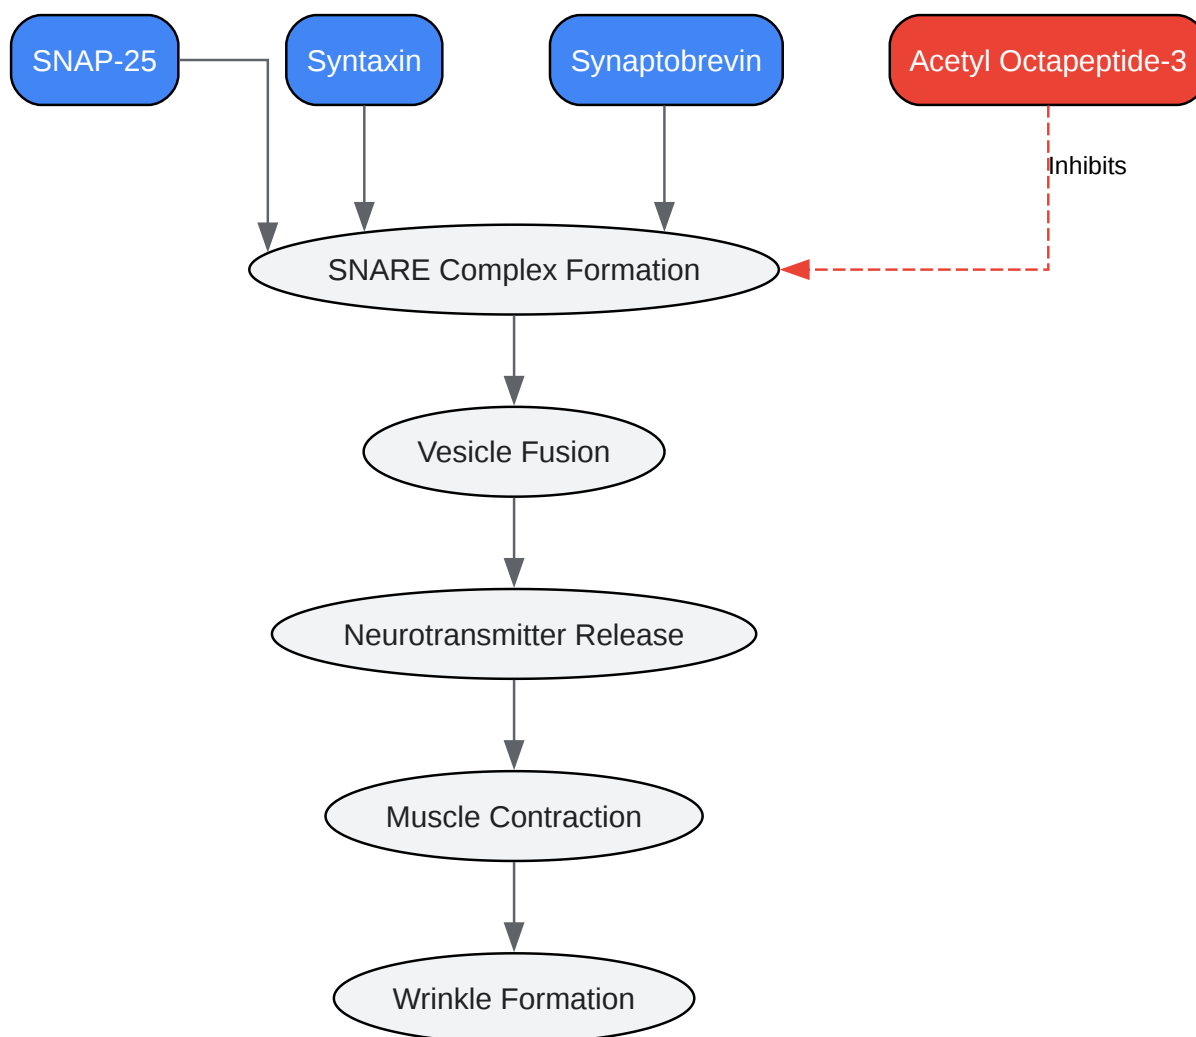 SNAP-25
Syntaxin
Synaptobrevin
Acetyl Octapeptide-3
Inhibits
SNARE Complex Formation
Vesicle Fusion
Neurotransmitter Release
Muscle Contraction
Wrinkle Formation